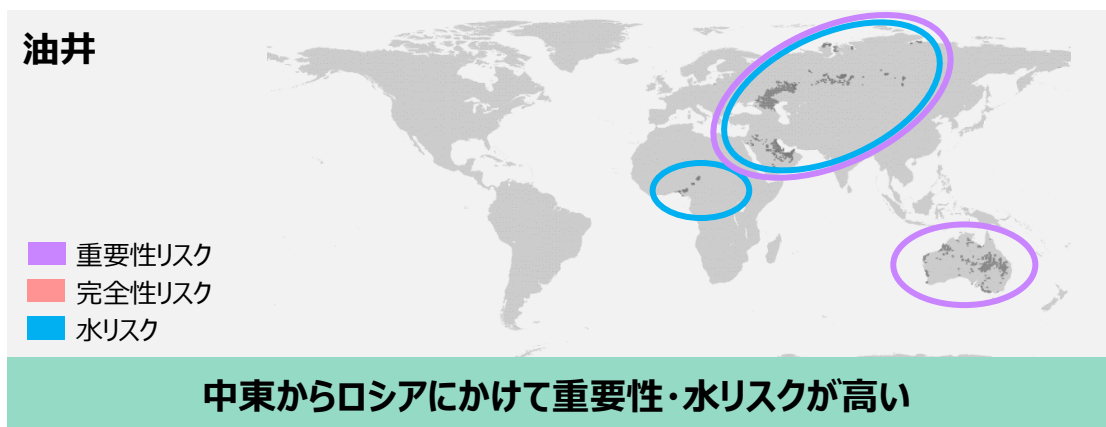 油井
重要性リスク
完全性リスク
水リスク
中東からロシアにかけて重要性・水リスクが高い